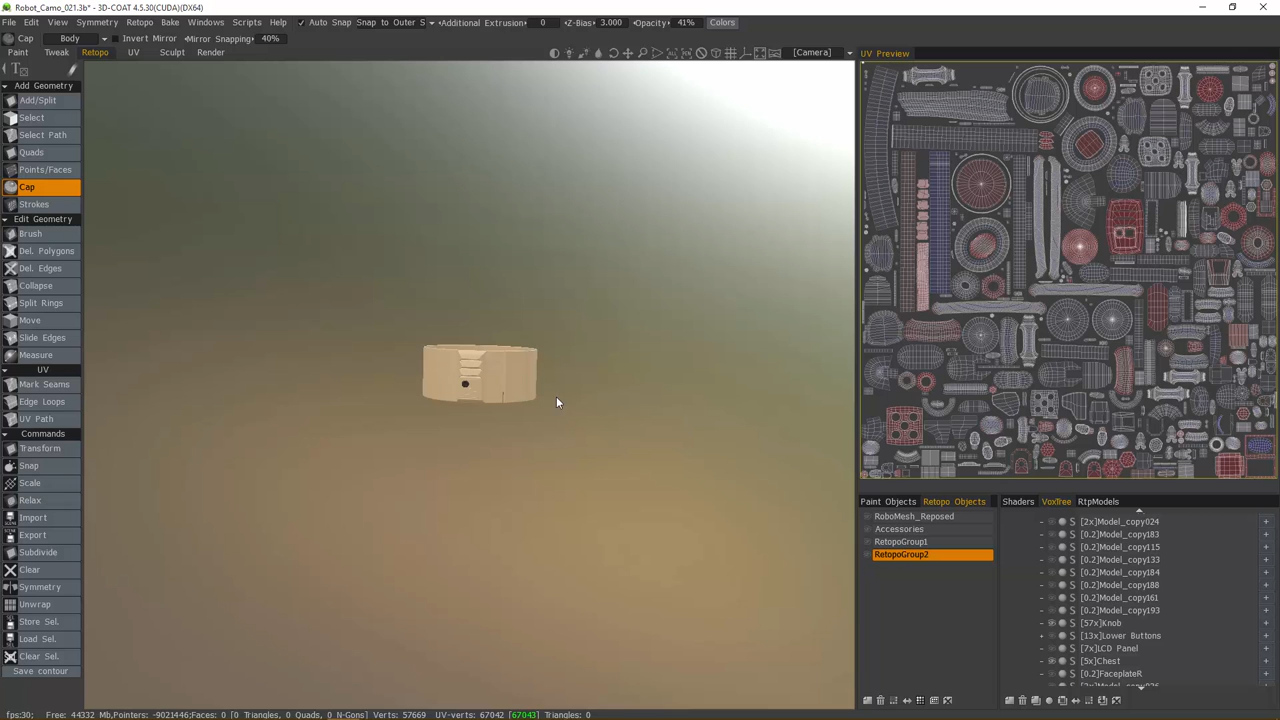 Robot_Camo_021.3b* - 3D-COAT 4.5.30(CUDA)(DX64)
File Edit View Symmetry Retopo Bake Windows Scripts Help Auto Snap Snap to Outer S Additional Extrusion 0 Z-Bias 3.000 Opacity 41% Colors
Cap Body Invert Mirror Mirror Snapping 40%
Paint Tweak Retopo UV Sculpt Render [Camera] UV Preview
Add Geometry
Add/Split
Select
Select Path
Quads
Points/Faces
Cap
Strokes
Edit Geometry
Brush
Del. Polygons
Del. Edges
Collapse
Split Rings
Move
Slide Edges
Measure
UV
Mark Seams
Edge Loops
UV Path
Commands
Transform
Snap
Scale
Relax
Import
Export
Subdivide
Clear
Symmetry
Unwrap
Store Sel.
Load Sel.
Clear Sel.
Save contour
Paint Objects Retopo Objects
RoboMesh_Reposed
Accessories
RetopoGroup1
RetopoGroup2
Shaders VoxTree RtpModels
S [2x]Model_copy024 +
S [0.2]Model_copy183 +
S [0.2]Model_copy115 +
S [0.2]Model_copy133 +
S [0.2]Model_copy184 +
S [0.2]Model_copy188 +
S [0.2]Model_copy161 +
S [0.2]Model_copy193 +
S [57x]Knob +
S [13x]Lower Buttons +
S [7x]LCD Panel +
S [5x]Chest +
S [0.2]FaceplateR +
fps:30; Free: 44332 Mb,Pointers: -9021446;Faces: 0 [0 Triangles, 0 Quads, 0 N-Gons] Verts: 57669 UV-verts: 67042 [67043] Triangles: 0